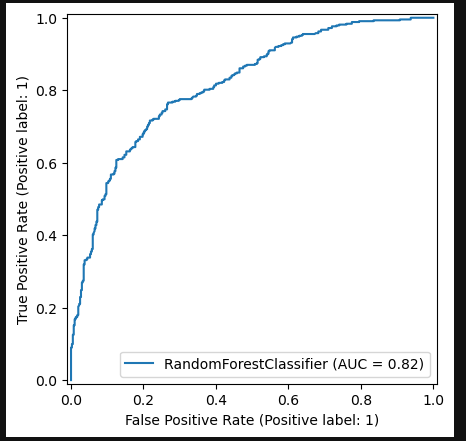 1.0
0.8
0.6
0.4
0.2
0.0
True Positive Rate (Positive label: 1)
RandomForestClassifier (AUC = 0.82)
0.0 0.2 0.4 0.6 0.8 1.0
False Positive Rate (Positive label: 1)